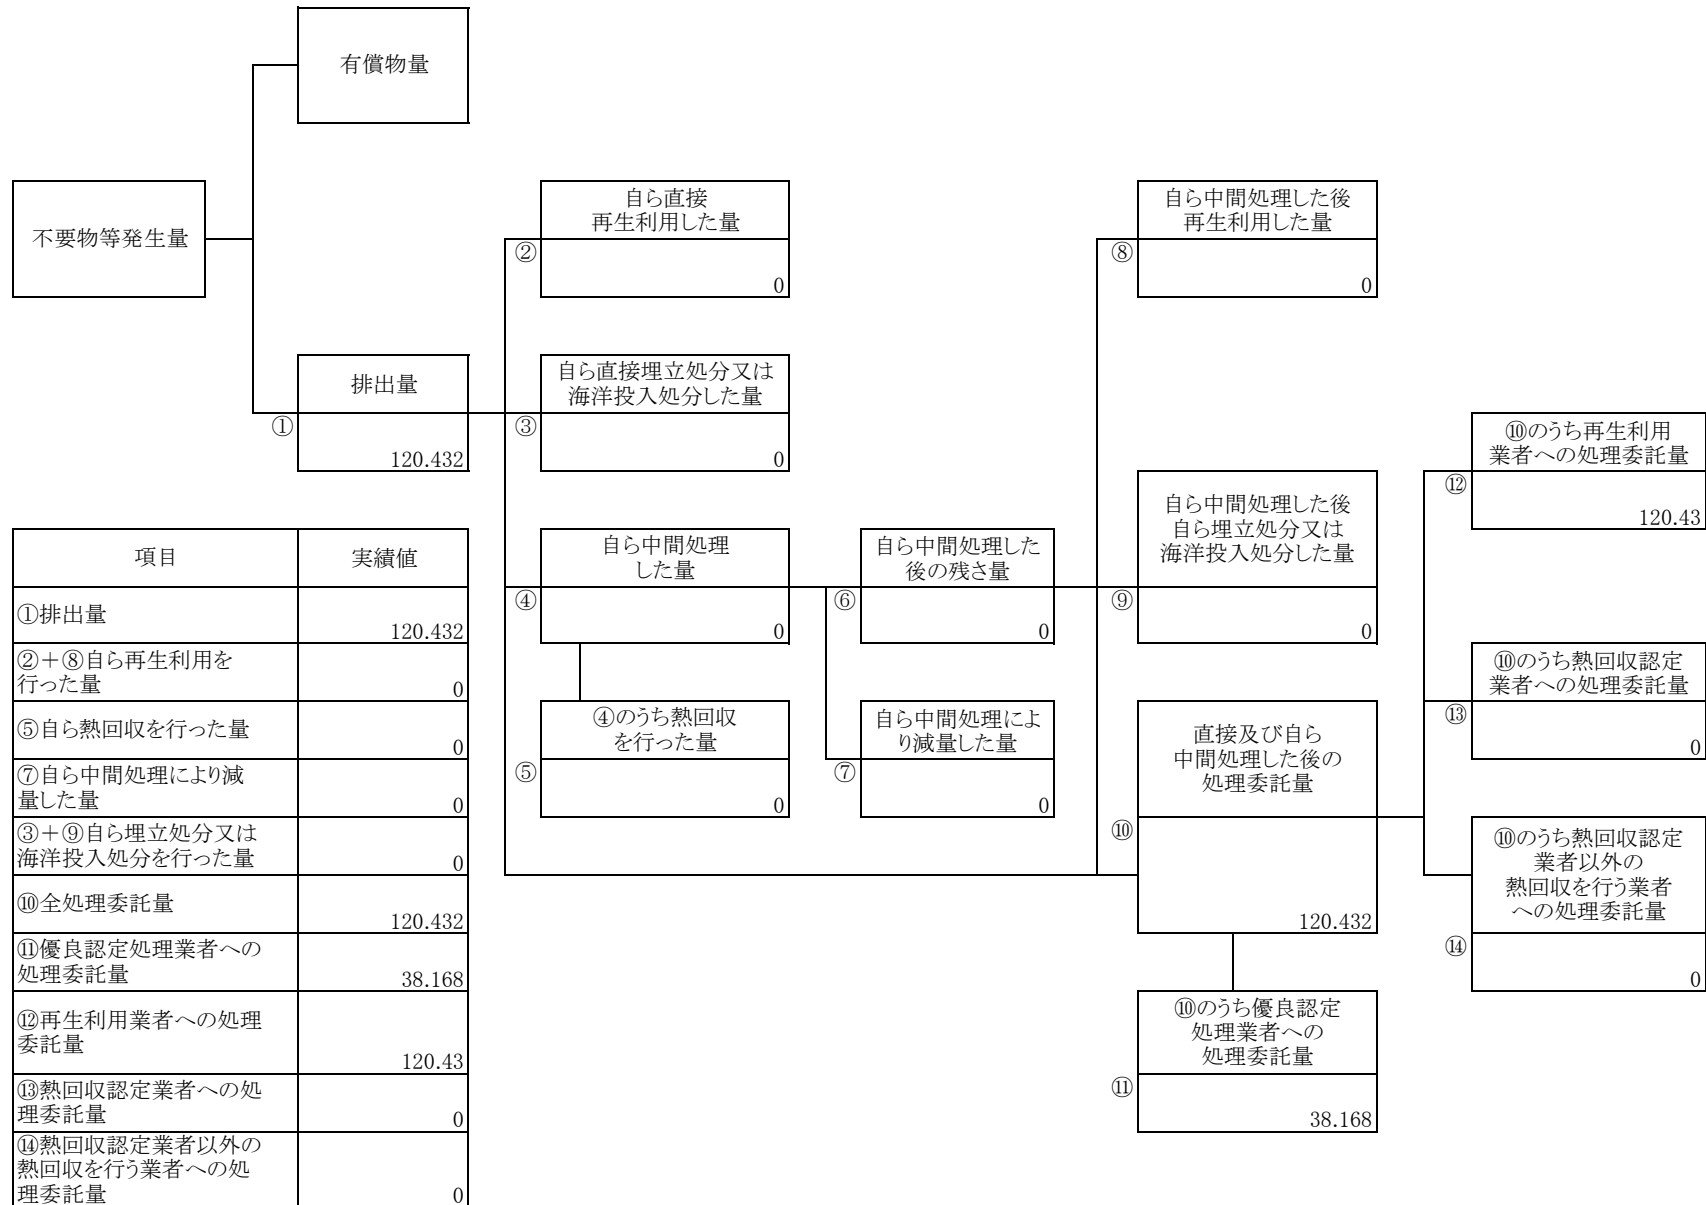 有償物量
不要物等発生量
自ら直接
再生利用した量
②
0
自ら中間処理した後
再生利用した量
⑧
0
排出量
①
120.432
自ら直接埋立処分又は
海洋投入処分した量
③
0
⑩のうち再生利用
業者への処理委託量
⑫
120.43
自ら中間処理
した量
④
0
自ら中間処理した
後の残さ量
⑥
0
自ら中間処理した後
自ら埋立処分又は
海洋投入処分した量
⑨
0
⑩のうち熱回収認定
業者への処理委託量
⑬
0
④のうち熱回収
を行った量
⑤
0
自ら中間処理によ
り減量した量
⑦
0
直接及び自ら
中間処理した後の
処理委託量
⑩
120.432
⑩のうち熱回収認定
業者以外の
熱回収を行う業者
への処理委託量
⑭
0
⑩のうち優良認定
処理業者への
処理委託量
⑪
38.168
項目 実績値
①排出量
120.432
②+⑧自ら再生利用を
行った量
0
⑤自ら熱回収を行った量
0
⑦自ら中間処理により減
量した量
0
③+⑨自ら埋立処分又は
海洋投入処分を行った量
0
⑩全処理委託量
120.432
⑪優良認定処理業者への
処理委託量
38.168
⑫再生利用業者への処理
委託量
120.43
⑬熱回収認定業者への処
理委託量
0
⑭熱回収認定業者以外の
熱回収を行う業者への処
理委託量
0